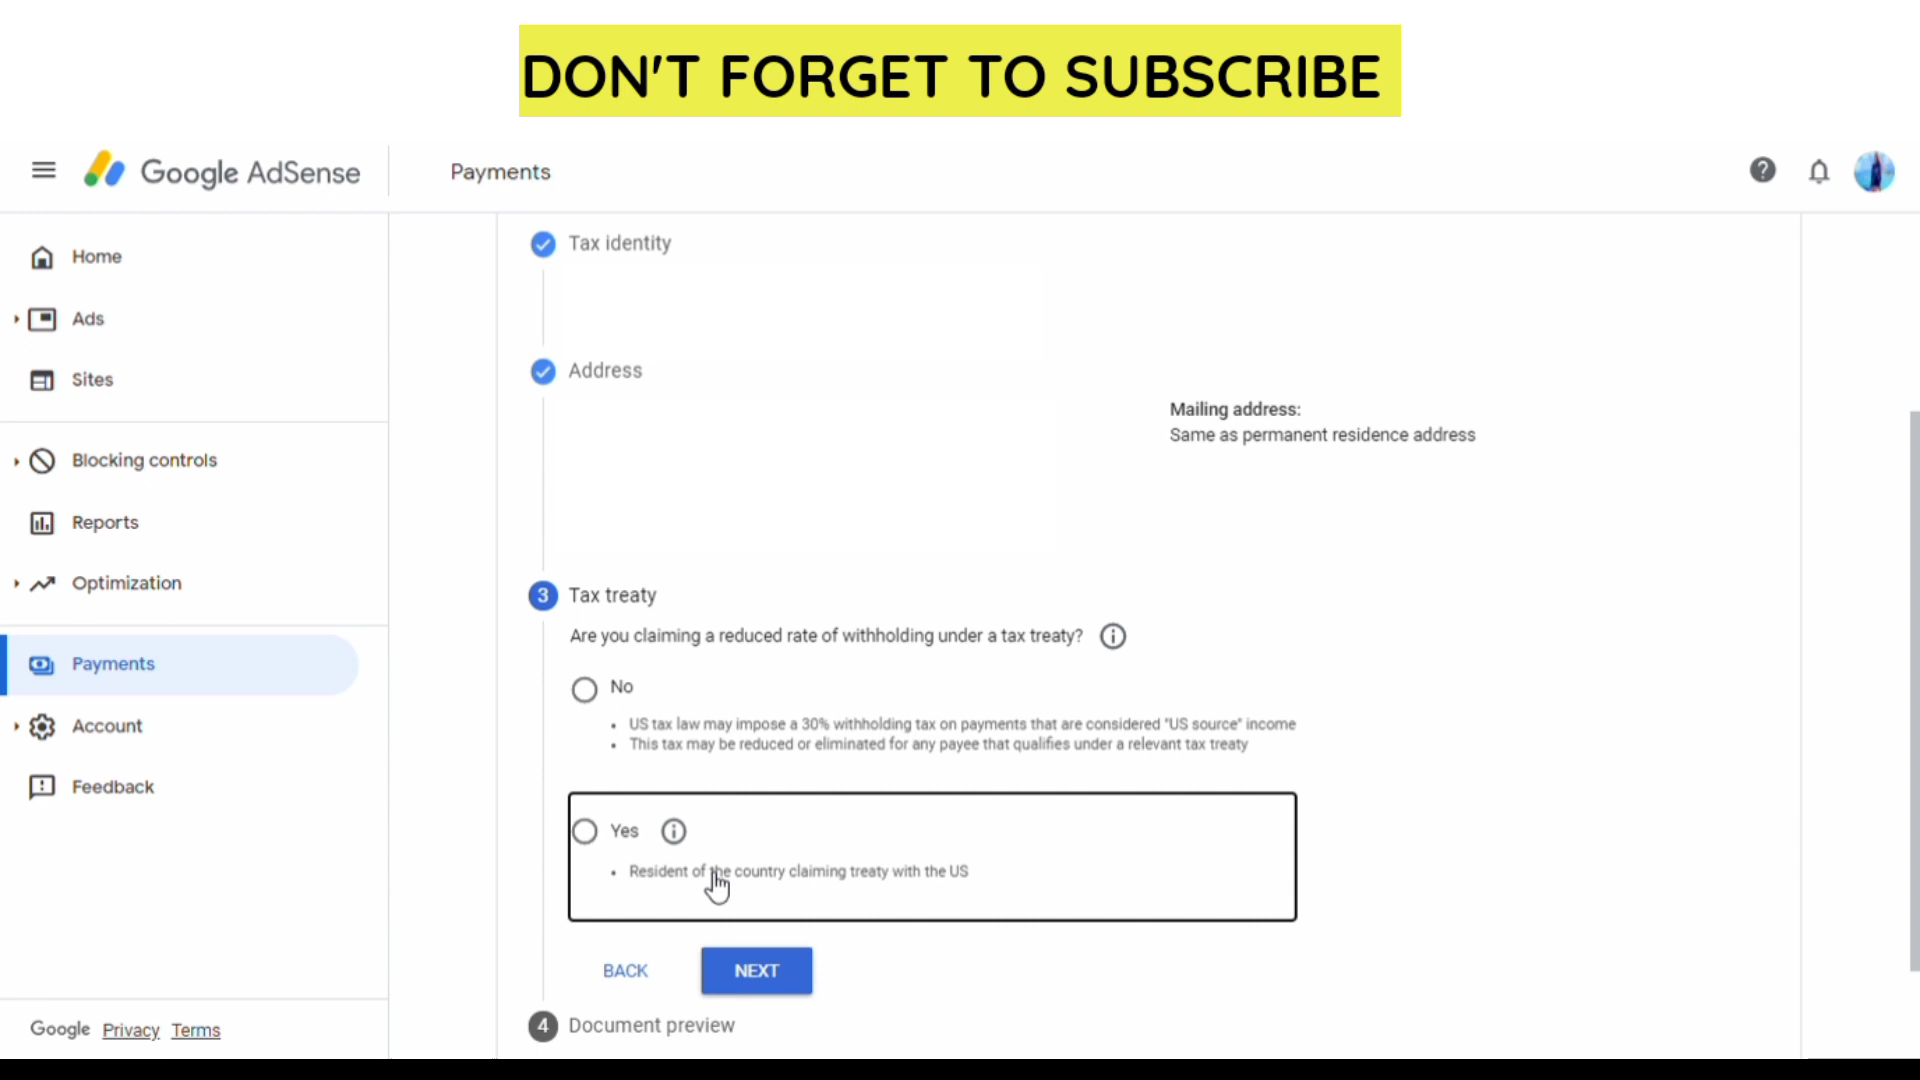 DON'T FORGET TO SUBSCRIBE
Google AdSense
Payments
Home
Ads
Sites
Blocking controls
Reports
Optimization
Payments
Account
Feedback
Google Privacy Terms
Tax identity
Address
Mailing address:
Same as permanent residence address
3 Tax treaty
Are you claiming a reduced rate of withholding under a tax treaty?
No
• US tax law may impose a 30% withholding tax on payments that are considered "US source" income
• This tax may be reduced or eliminated for any payee that qualifies under a relevant tax treaty
Yes
• Resident of the country claiming treaty with the US
BACK NEXT
4 Document preview